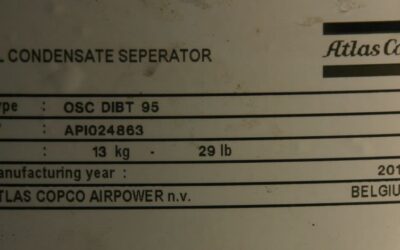 L CONDENSATE SEPERATOR
Atlas Co
ype : OSC DIBT 95
: API024863
: 13 kg - 29 lb
anufacturing year : 201
TLAS COPCO AIRPOWER n.v. BELGIU